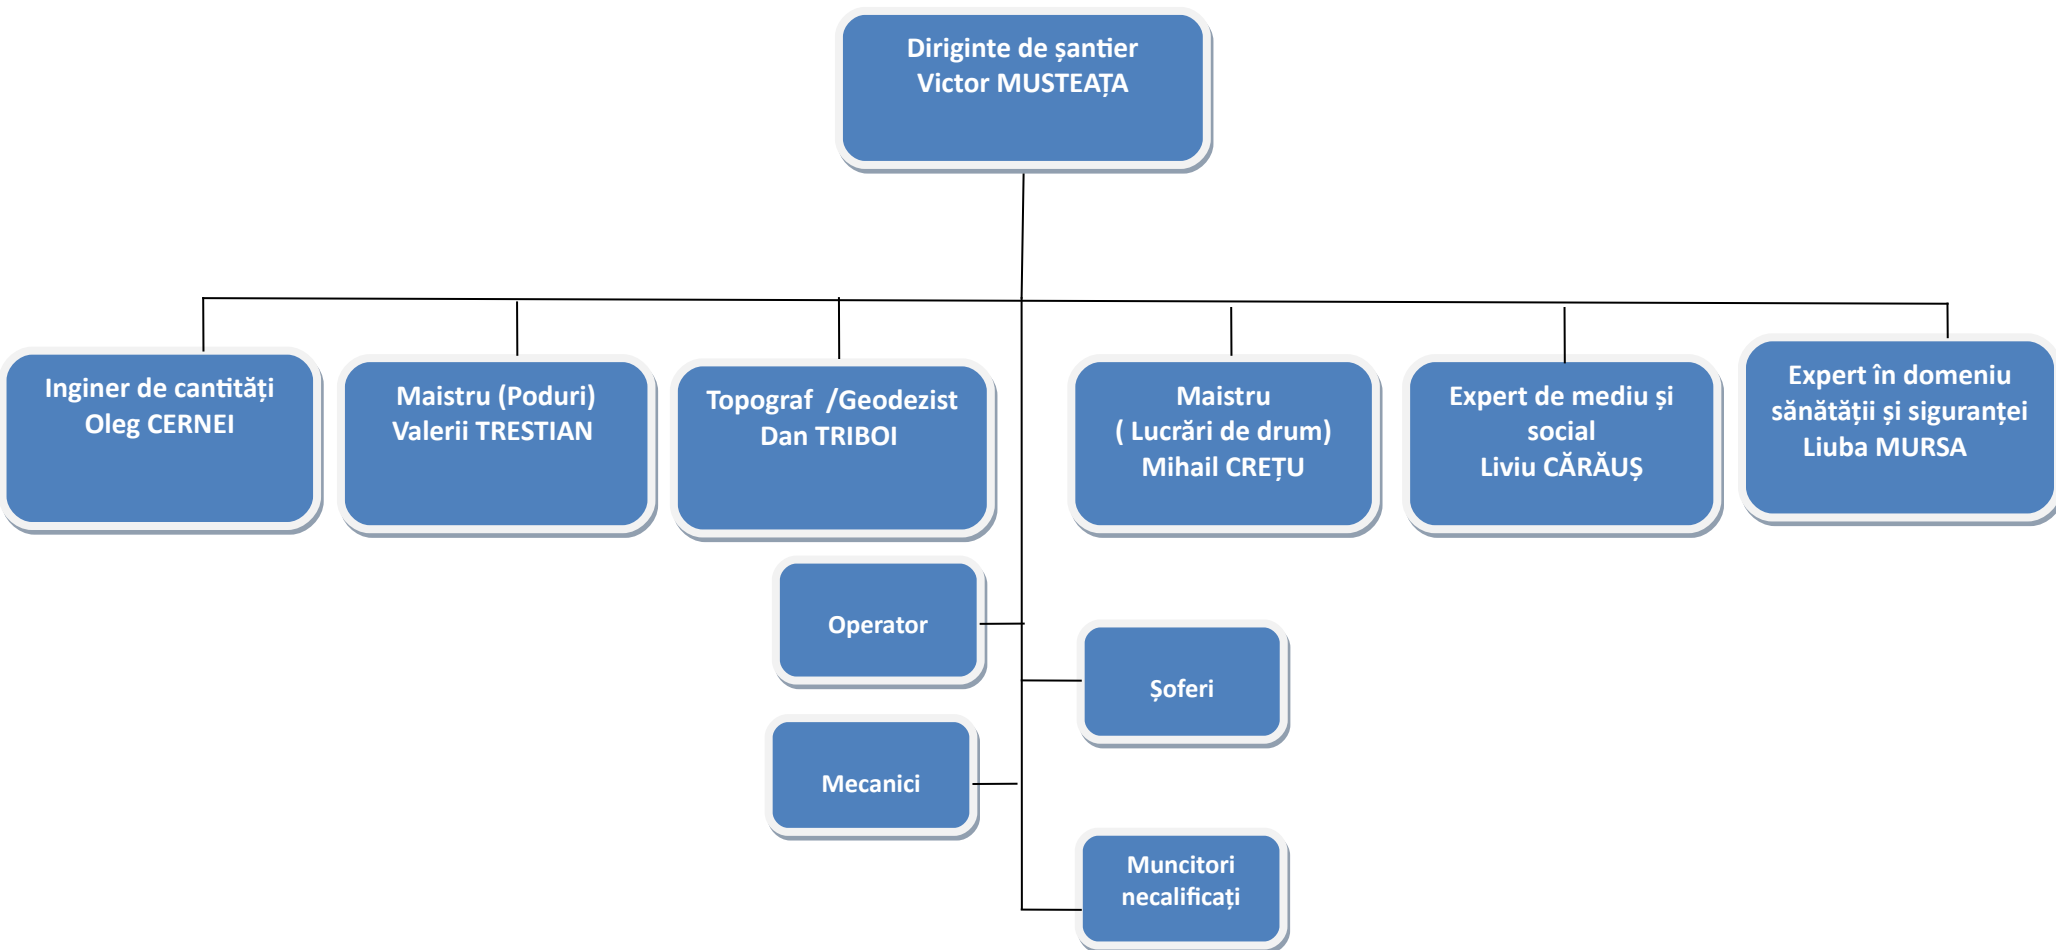 Diriginte de șantier
Victor MUSTEAȚA
Inginer de cantități
Oleg CERNEI
Maistru (Poduri)
Valerii TRESTIAN
Topograf /Geodezist
Dan TRIBOI
Maistru
( Lucrări de drum)
Mihail CREȚU
Expert de mediu și
social
Liviu CĂRĂUȘ
Expert în domeniu
sănătății și siguranței
Liuba MURSA
Operator
Șoferi
Mecanici
Muncitori
necalificați